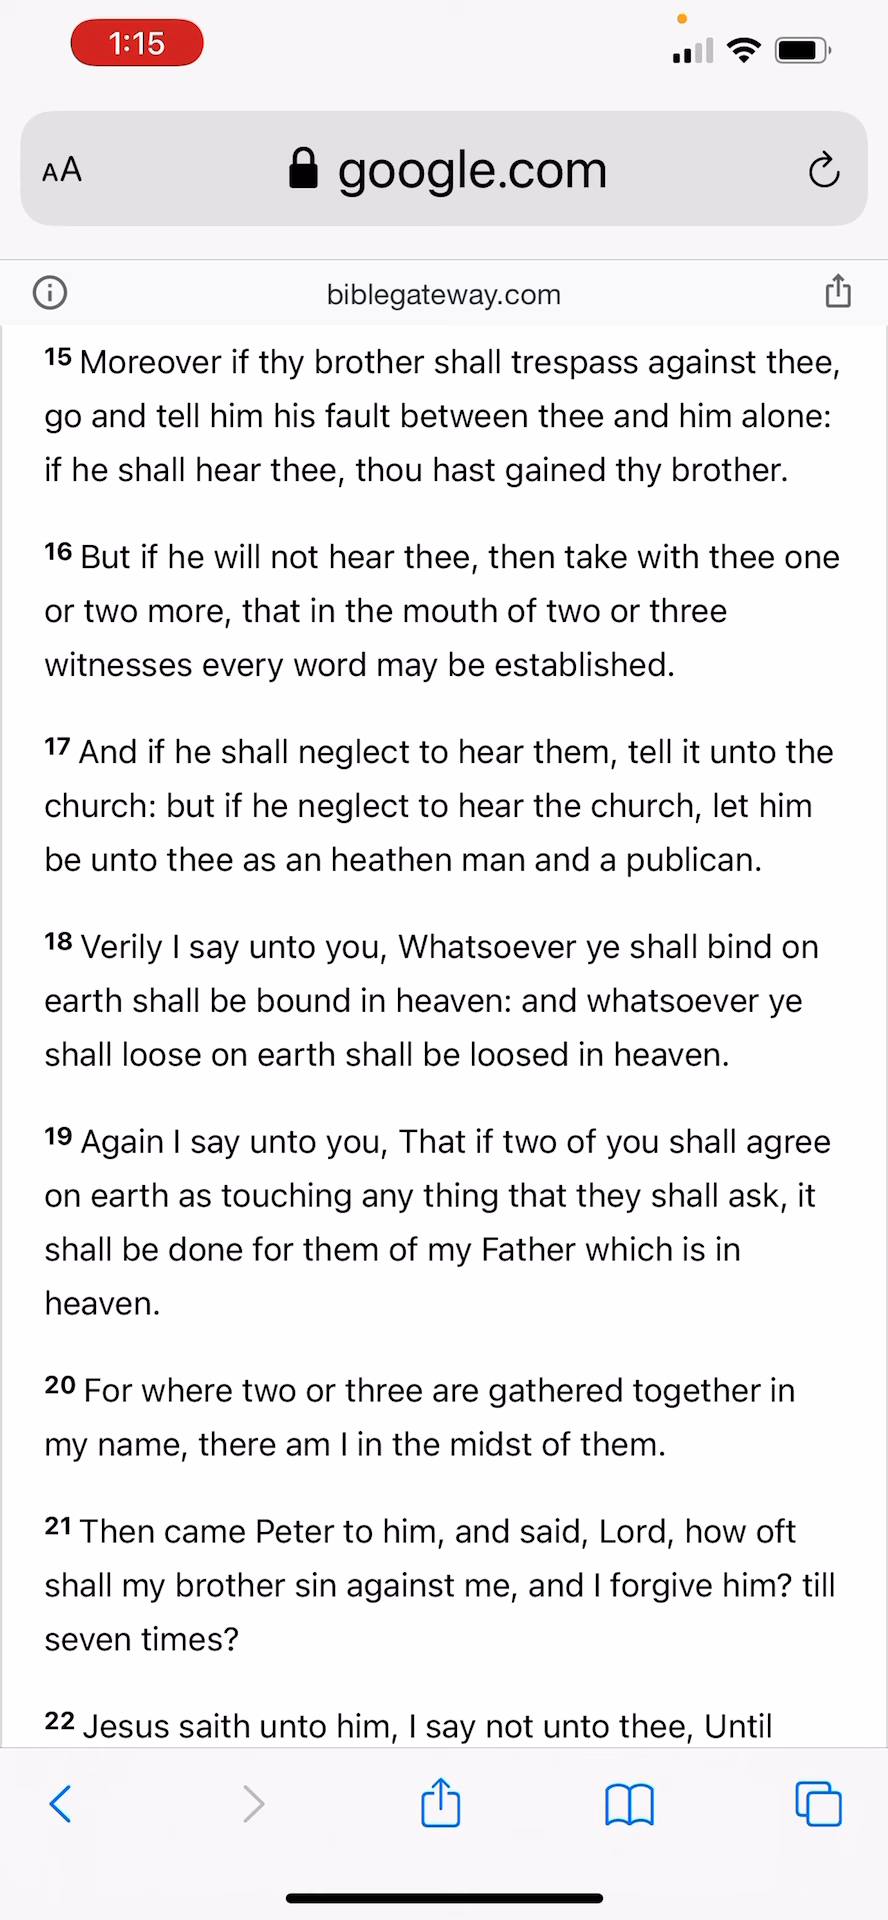 1:15
AA google.com
biblegateway.com
15 Moreover if thy brother shall trespass against thee,
go and tell him his fault between thee and him alone:
if he shall hear thee, thou hast gained thy brother.
16 But if he will not hear thee, then take with thee one
or two more, that in the mouth of two or three
witnesses every word may be established.
17 And if he shall neglect to hear them, tell it unto the
church: but if he neglect to hear the church, let him
be unto thee as an heathen man and a publican.
18 Verily I say unto you, Whatsoever ye shall bind on
earth shall be bound in heaven: and whatsoever ye
shall loose on earth shall be loosed in heaven.
19 Again I say unto you, That if two of you shall agree
on earth as touching any thing that they shall ask, it
shall be done for them of my Father which is in
heaven.
20 For where two or three are gathered together in
my name, there am I in the midst of them.
21 Then came Peter to him, and said, Lord, how oft
shall my brother sin against me, and I forgive him? till
seven times?
22 Jesus saith unto him, I say not unto thee, Until